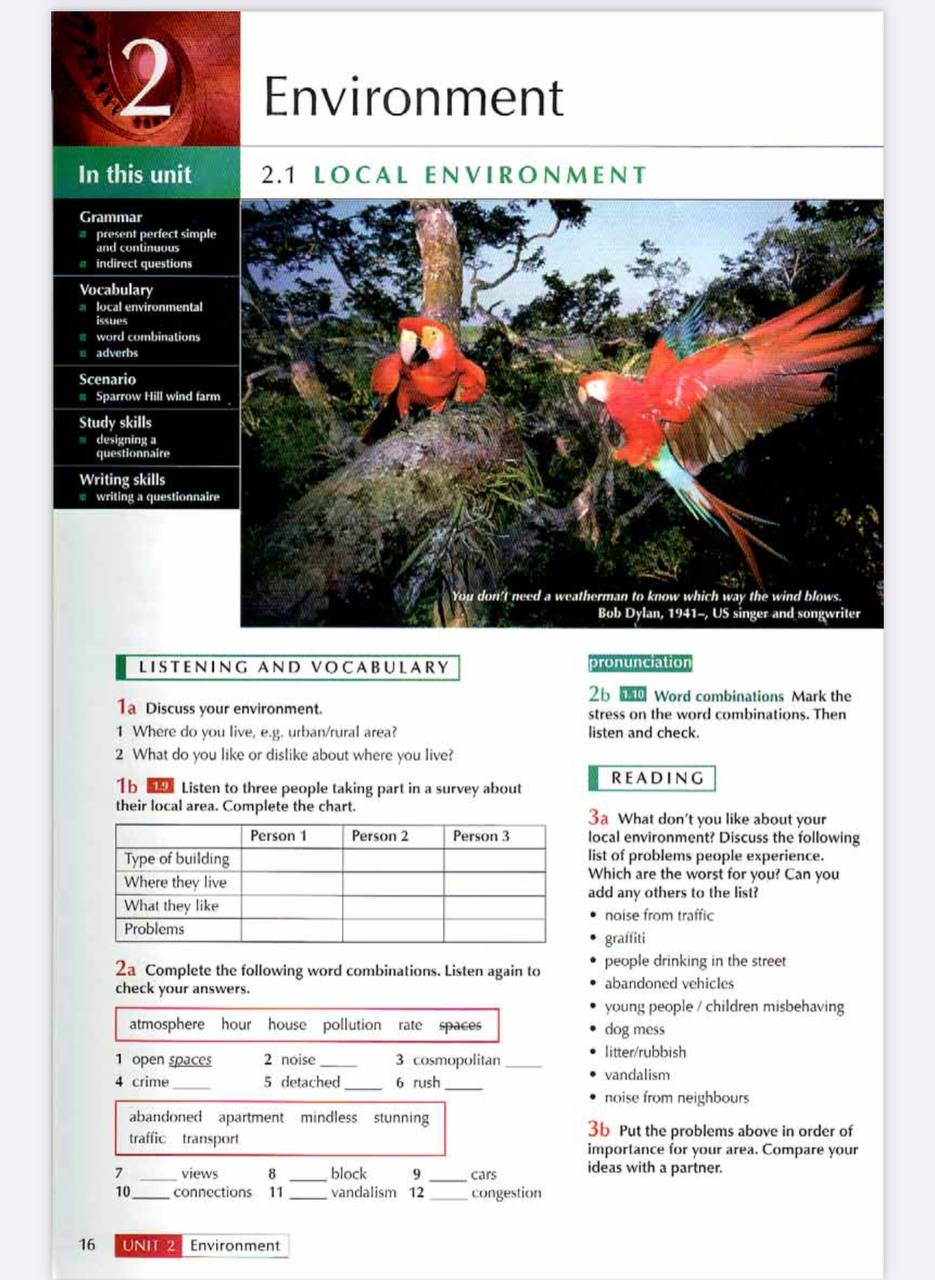 2
Environment
In this unit
2.1 LOCAL ENVIRONMENT
Grammar
present perfect simple
and continuous
indirect questions
Vocabulary
local environmental
issues
word combinations
adverbs
Scenario
Sparrow Hill wind farm
Study skills
designing a
questionnaire
Writing skills
writing a questionnaire
You don't need a weatherman to know which way the wind blows.
Bob Dylan, 1941–, US singer and songwriter
LISTENING AND VOCABULARY
1a Discuss your environment.
1 Where do you live, e.g. urban/rural area?
2 What do you like or dislike about where you live?
1b 1.9 Listen to three people taking part in a survey about
their local area. Complete the chart.
Person 1 Person 2 Person 3
Type of building
Where they live
What they like
Problems
2a Complete the following word combinations. Listen again to
check your answers.
atmosphere hour house pollution rate spaces
1 open spaces 2 noise ____ 3 cosmopolitan ____
4 crime ____ 5 detached ____ 6 rush ____
abandoned apartment mindless stunning
traffic transport
7 ____ views 8 ____ block 9 ____ cars
10 ____ connections 11 ____ vandalism 12 ____ congestion
pronunciation
2b 1.10 Word combinations Mark the
stress on the word combinations. Then
listen and check.
READING
3a What don't you like about your
local environment? Discuss the following
list of problems people experience.
Which are the worst for you? Can you
add any others to the list?
• noise from traffic
• graffiti
• people drinking in the street
• abandoned vehicles
• young people / children misbehaving
• dog mess
• litter/rubbish
• vandalism
• noise from neighbours
3b Put the problems above in order of
importance for your area. Compare your
ideas with a partner.
16 UNIT 2 Environment